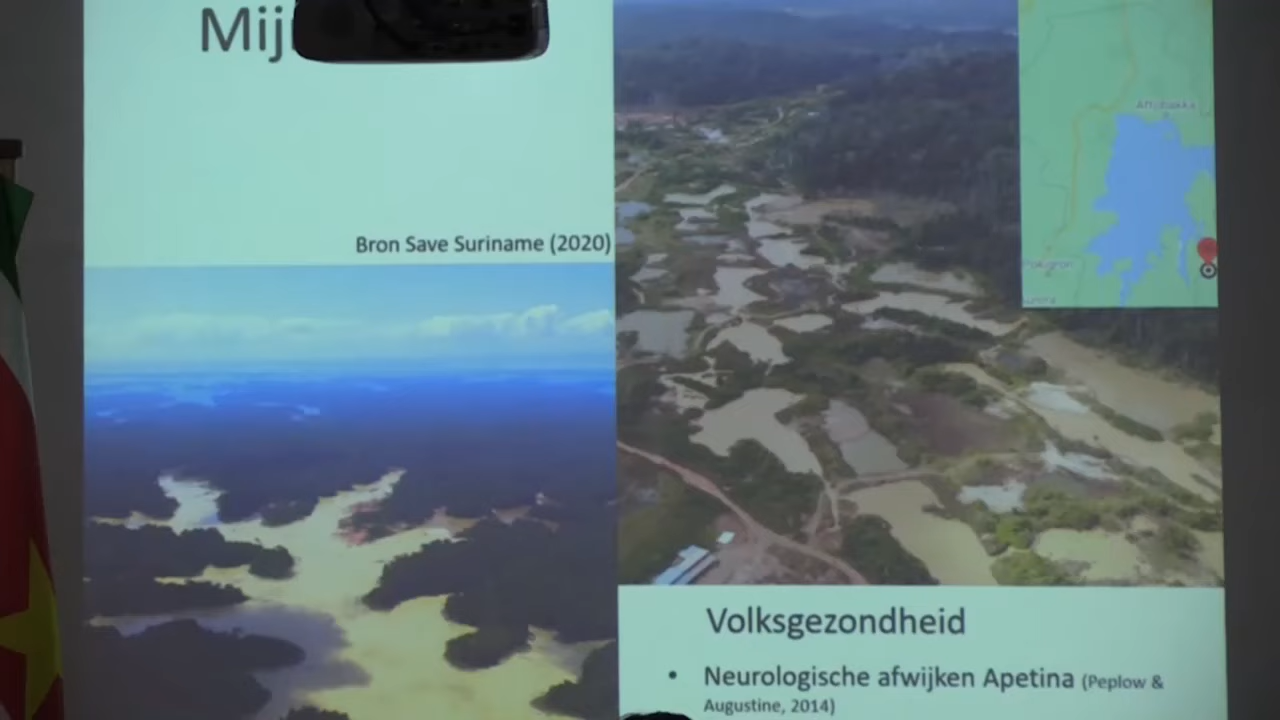 Mij
Bron Save Suriname (2020)
Volksgezondheid
• Neurologische afwijken Apetina (Peplow &
Augustine, 2014)